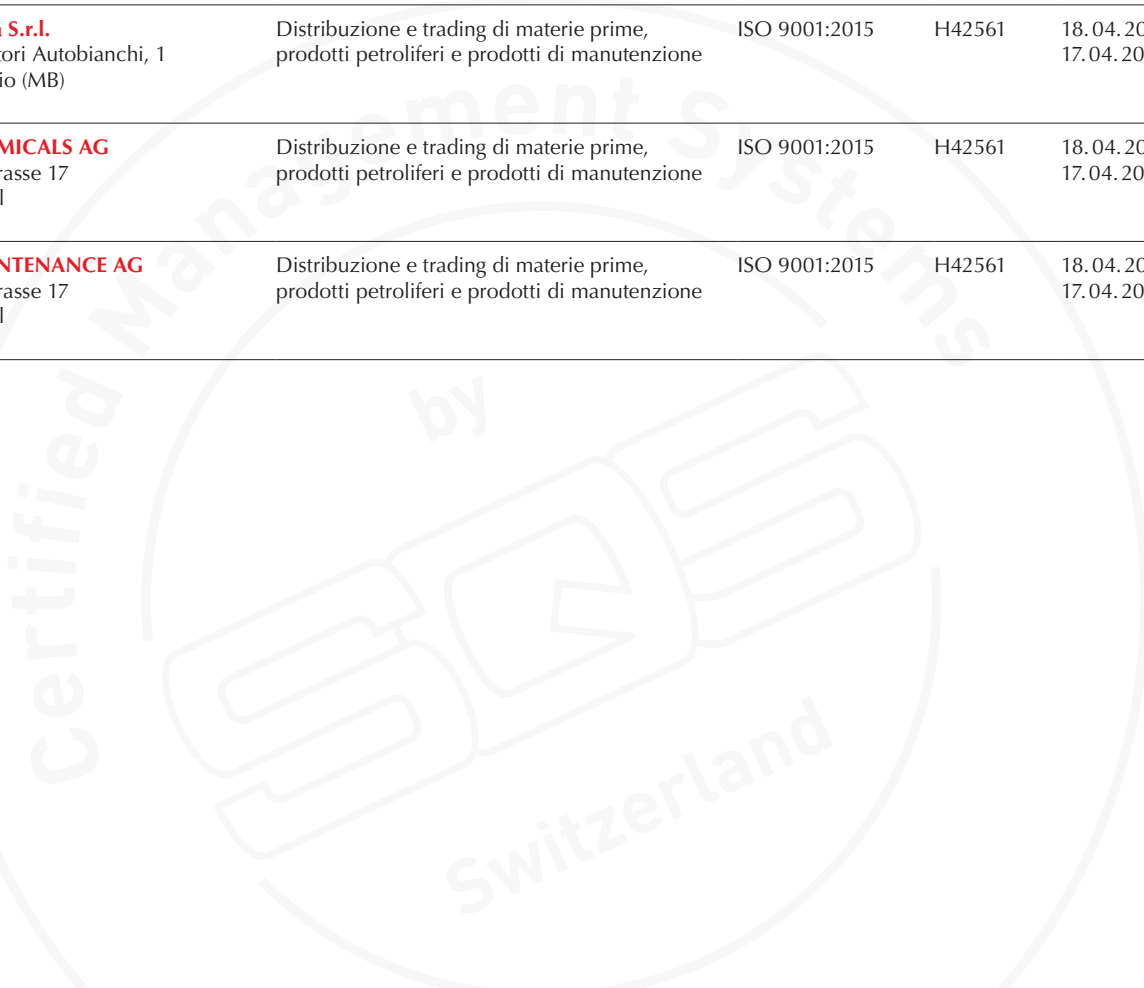 S.r.l. Distribuzione e trading di materie prime, ISO 9001:2015 H42561 18.04.20
tori Autobianchi, 1 prodotti petroliferi e prodotti di manutenzione 17.04.20
io (MB)
MICALS AG Distribuzione e trading di materie prime, ISO 9001:2015 H42561 18.04.20
rasse 17 prodotti petroliferi e prodotti di manutenzione 17.04.20
l
NTENANCE AG Distribuzione e trading di materie prime, ISO 9001:2015 H42561 18.04.20
rasse 17 prodotti petroliferi e prodotti di manutenzione 17.04.20
l
Certified Management Systems
by
SQS
Switzerland